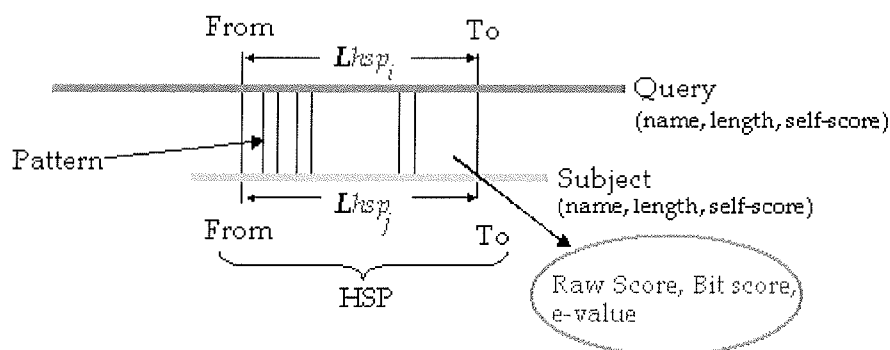 From To
Lhsp_i
Query
(name, length, self-score)
Pattern
Subject
(name, length, self-score)
Lhsp_j
From To
HSP
Raw Score, Bit score,
e-value